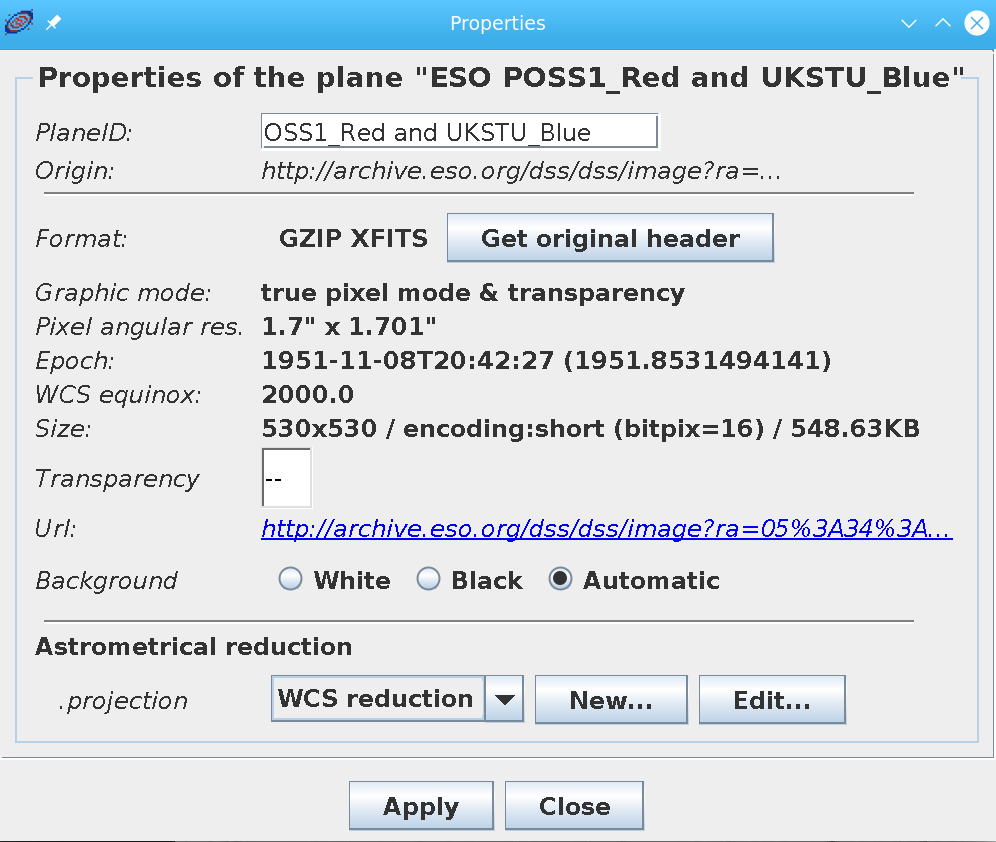 Properties
Properties of the plane "ESO POSS1_Red and UKSTU_Blue"
PlaneID: OSS1_Red and UKSTU_Blue
Origin: http://archive.eso.org/dss/dss/image?ra=...
Format: GZIP XFITS Get original header
Graphic mode: true pixel mode & transparency
Pixel angular res. 1.7" x 1.701"
Epoch: 1951-11-08T20:42:27 (1951.8531494141)
WCS equinox: 2000.0
Size: 530x530 / encoding:short (bitpix=16) / 548.63KB
Transparency --
Url: http://archive.eso.org/dss/dss/image?ra=05%3A34%3A...
Background White Black Automatic
Astrometrical reduction
.projection WCS reduction New... Edit...
Apply Close